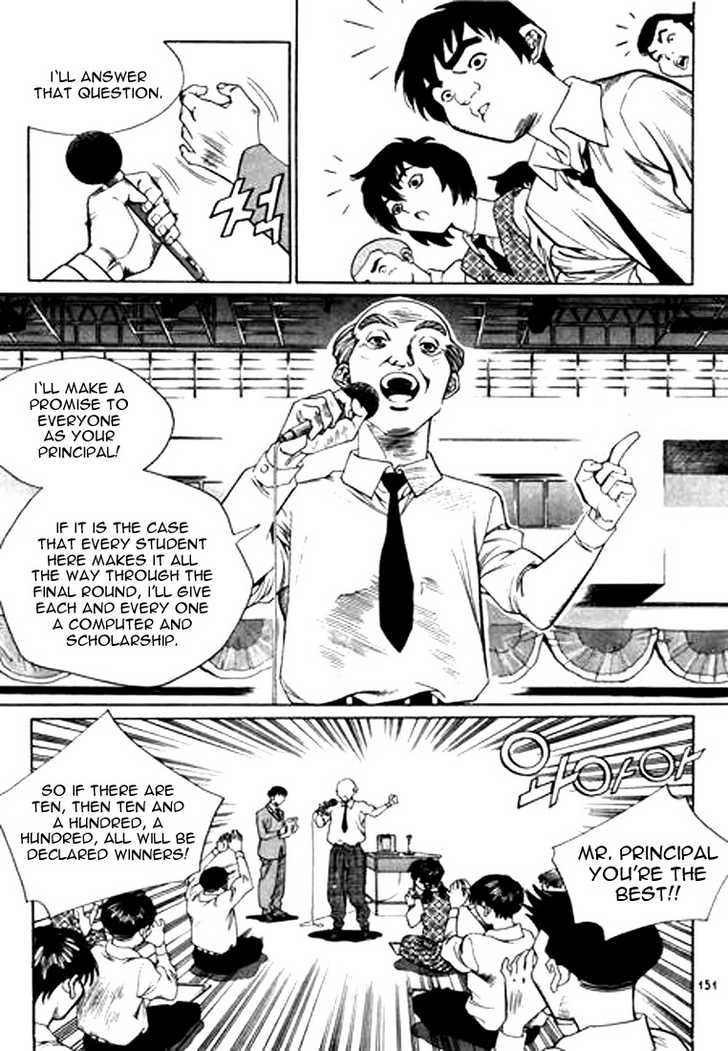 I'LL ANSWER
THAT QUESTION.
I'LL MAKE A
PROMISE TO
EVERYONE
AS YOUR
PRINCIPAL!
IF IT IS THE CASE
THAT EVERY STUDENT
HERE MAKES IT ALL
THE WAY THROUGH THE
FINAL ROUND, I'LL GIVE
EACH AND EVERY ONE
A COMPUTER AND
SCHOLARSHIP.
SO IF THERE ARE
TEN, THEN TEN AND
A HUNDRED, A
HUNDRED, ALL WILL BE
DECLARED WINNERS!
와아아
MR. PRINCIPAL
YOU'RE THE
BEST!!
151